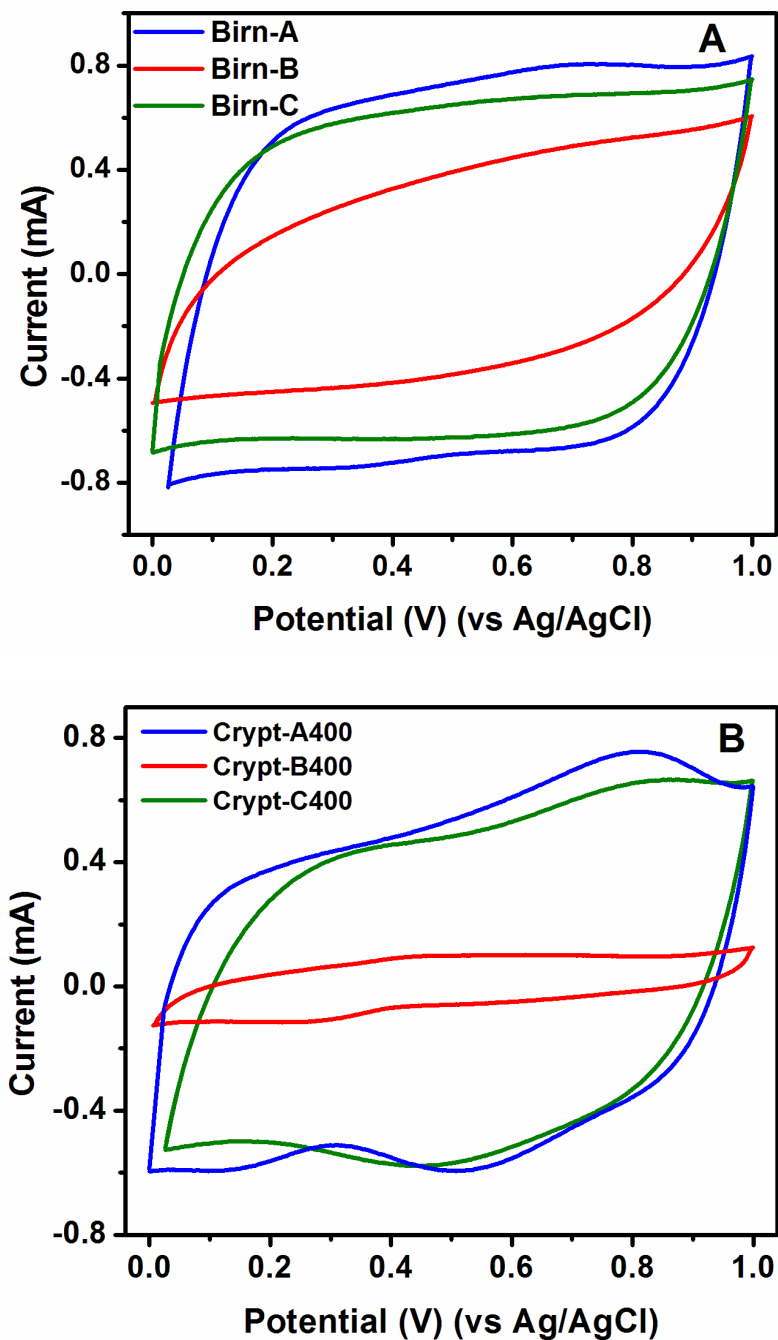 A
Birn-A
Birn-B
Birn-C
0.8
0.4
0.0
-0.4
-0.8
Current (mA)
0.0 0.2 0.4 0.6 0.8 1.0
Potential (V) (vs Ag/AgCl)
B
Crypt-A400
Crypt-B400
Crypt-C400
0.8
0.4
0.0
-0.4
-0.8
Current (mA)
0.0 0.2 0.4 0.6 0.8 1.0
Potential (V) (vs Ag/AgCl)